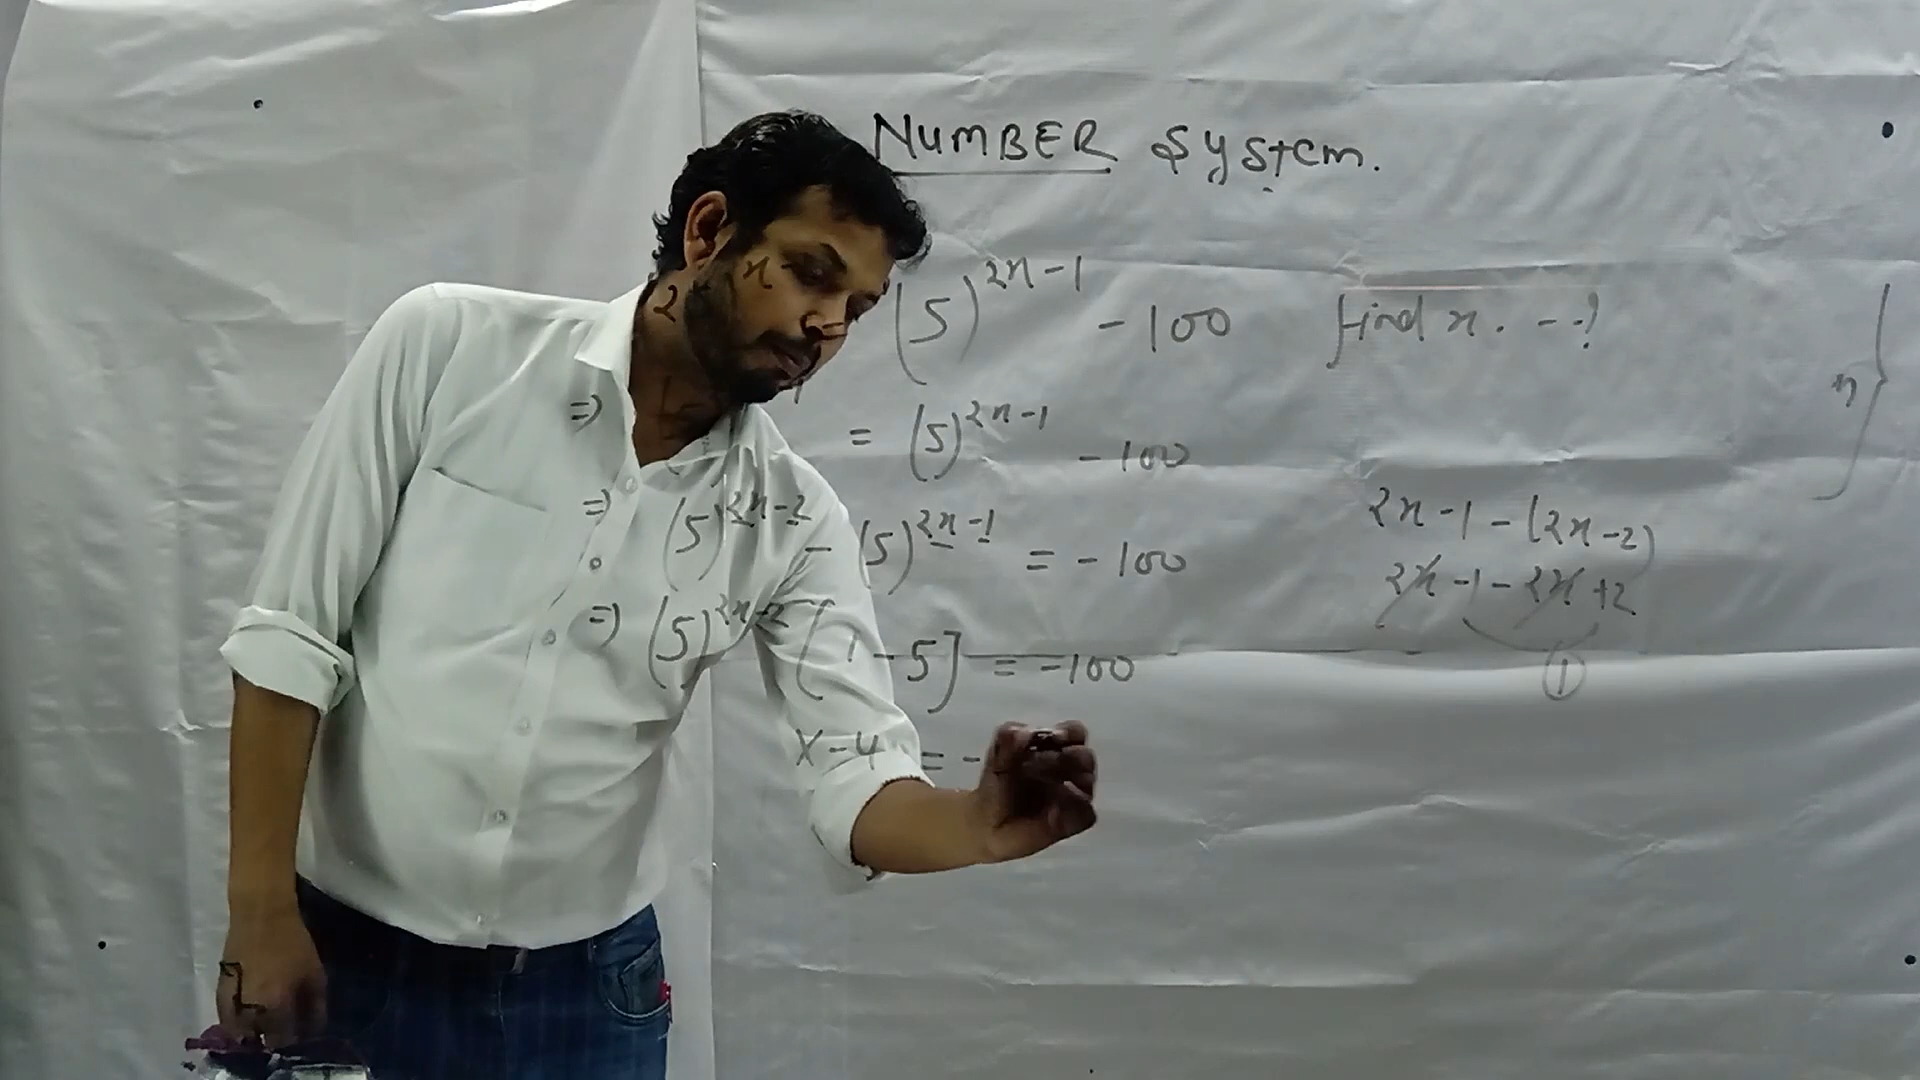 NUMBER System.
(5)^{2x-1} - 100 Find x. --?
=> = (5)^{2x-1} - 100
=> (5)^{2x-2} - (5)^{2x-1} = -100
=> (5)^{2x-2} [1 - 5] = -100
x - 4 = -
2x - 1 - (2x - 2)
2x - 1 - 2x + 2
1